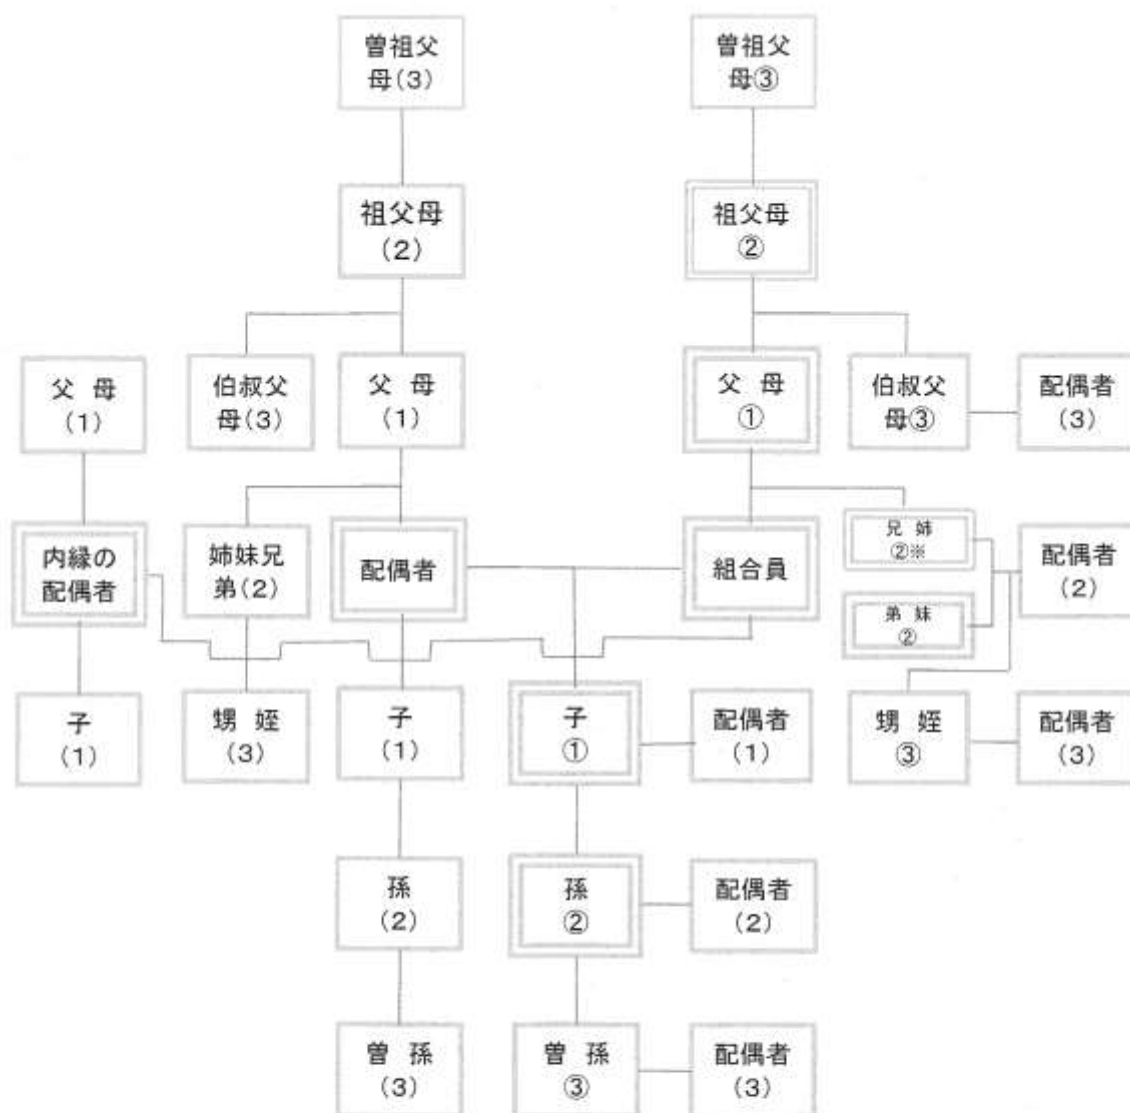 曽祖父
母(3)
曽祖父
母③
祖父母
(2)
祖父母
②
父 母
(1)
伯叔父
母(3)
父 母
(1)
父 母
①
伯叔父
母③
配偶者
(3)
内縁の
配偶者
姉妹兄
弟(2)
配偶者
組合員
兄 姉
②※
弟 妹
②
配偶者
(2)
子
(1)
甥 姪
(3)
子
(1)
子
①
配偶者
(1)
甥 姪
③
配偶者
(3)
孫
(2)
孫
②
配偶者
(2)
曽 孫
(3)
曽 孫
③
配偶者
(3)